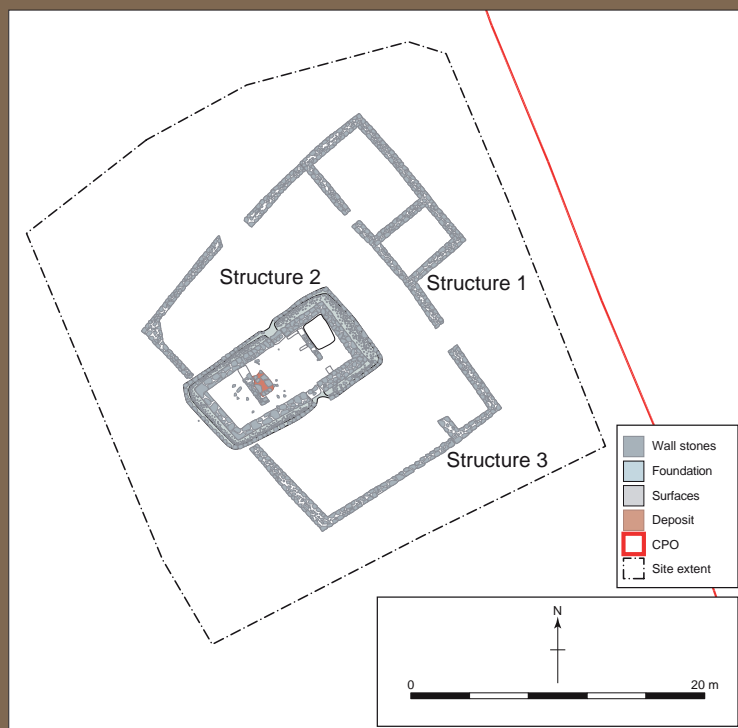 Structure 2
Structure 1
Structure 3
Wall stones
Foundation
Surfaces
Deposit
CPO
Site extent
N
0 20 m